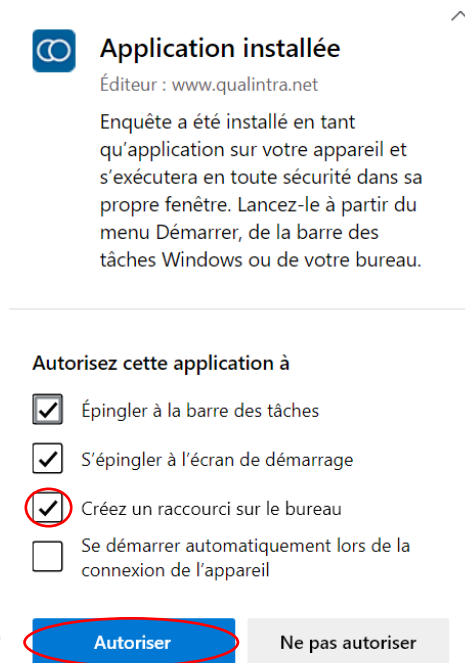 Application installée
Éditeur : www.qualintra.net
Enquête a été installé en tant
qu’application sur votre appareil et
s’exécutera en toute sécurité dans sa
propre fenêtre. Lancez-le à partir du
menu Démarrer, de la barre des
tâches Windows ou de votre bureau.
Autorisez cette application à
Épingler à la barre des tâches
S’épingler à l’écran de démarrage
Créez un raccourci sur le bureau
Se démarrer automatiquement lors de la
connexion de l’appareil
Autoriser Ne pas autoriser